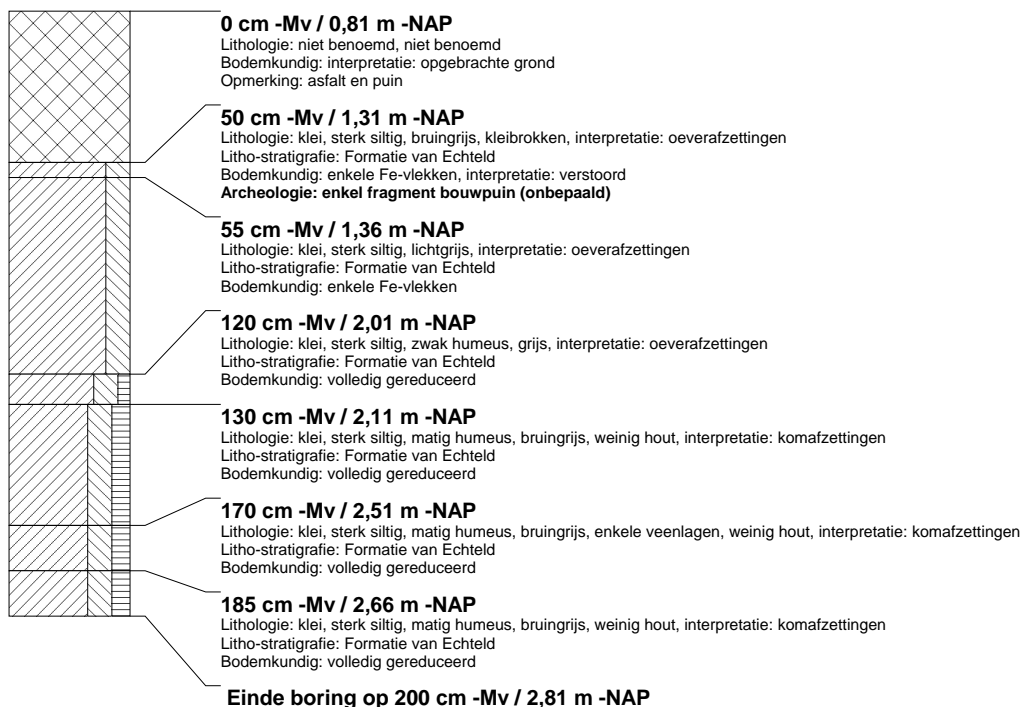 0 cm -Mv / 0,81 m -NAP
Lithologie: niet benoemd, niet benoemd
Bodemkundig: interpretatie: opgebrachte grond
Opmerking: asfalt en puin
50 cm -Mv / 1,31 m -NAP
Lithologie: klei, sterk siltig, bruingrijs, kleibrokken, interpretatie: oeverafzettingen
Litho-stratigrafie: Formatie van Echteld
Bodemkundig: enkele Fe-vlekken, interpretatie: verstoord
Archeologie: enkel fragment bouwpuin (onbepaald)
55 cm -Mv / 1,36 m -NAP
Lithologie: klei, sterk siltig, lichtgrijs, interpretatie: oeverafzettingen
Litho-stratigrafie: Formatie van Echteld
Bodemkundig: enkele Fe-vlekken
120 cm -Mv / 2,01 m -NAP
Lithologie: klei, sterk siltig, zwak humeus, grijs, interpretatie: oeverafzettingen
Litho-stratigrafie: Formatie van Echteld
Bodemkundig: volledig gereduceerd
130 cm -Mv / 2,11 m -NAP
Lithologie: klei, sterk siltig, matig humeus, bruingrijs, weinig hout, interpretatie: komafzettingen
Litho-stratigrafie: Formatie van Echteld
Bodemkundig: volledig gereduceerd
170 cm -Mv / 2,51 m -NAP
Lithologie: klei, sterk siltig, matig humeus, bruingrijs, enkele veenlagen, weinig hout, interpretatie: komafzettingen
Litho-stratigrafie: Formatie van Echteld
Bodemkundig: volledig gereduceerd
185 cm -Mv / 2,66 m -NAP
Lithologie: klei, sterk siltig, matig humeus, bruingrijs, weinig hout, interpretatie: komafzettingen
Litho-stratigrafie: Formatie van Echteld
Bodemkundig: volledig gereduceerd
Einde boring op 200 cm -Mv / 2,81 m -NAP